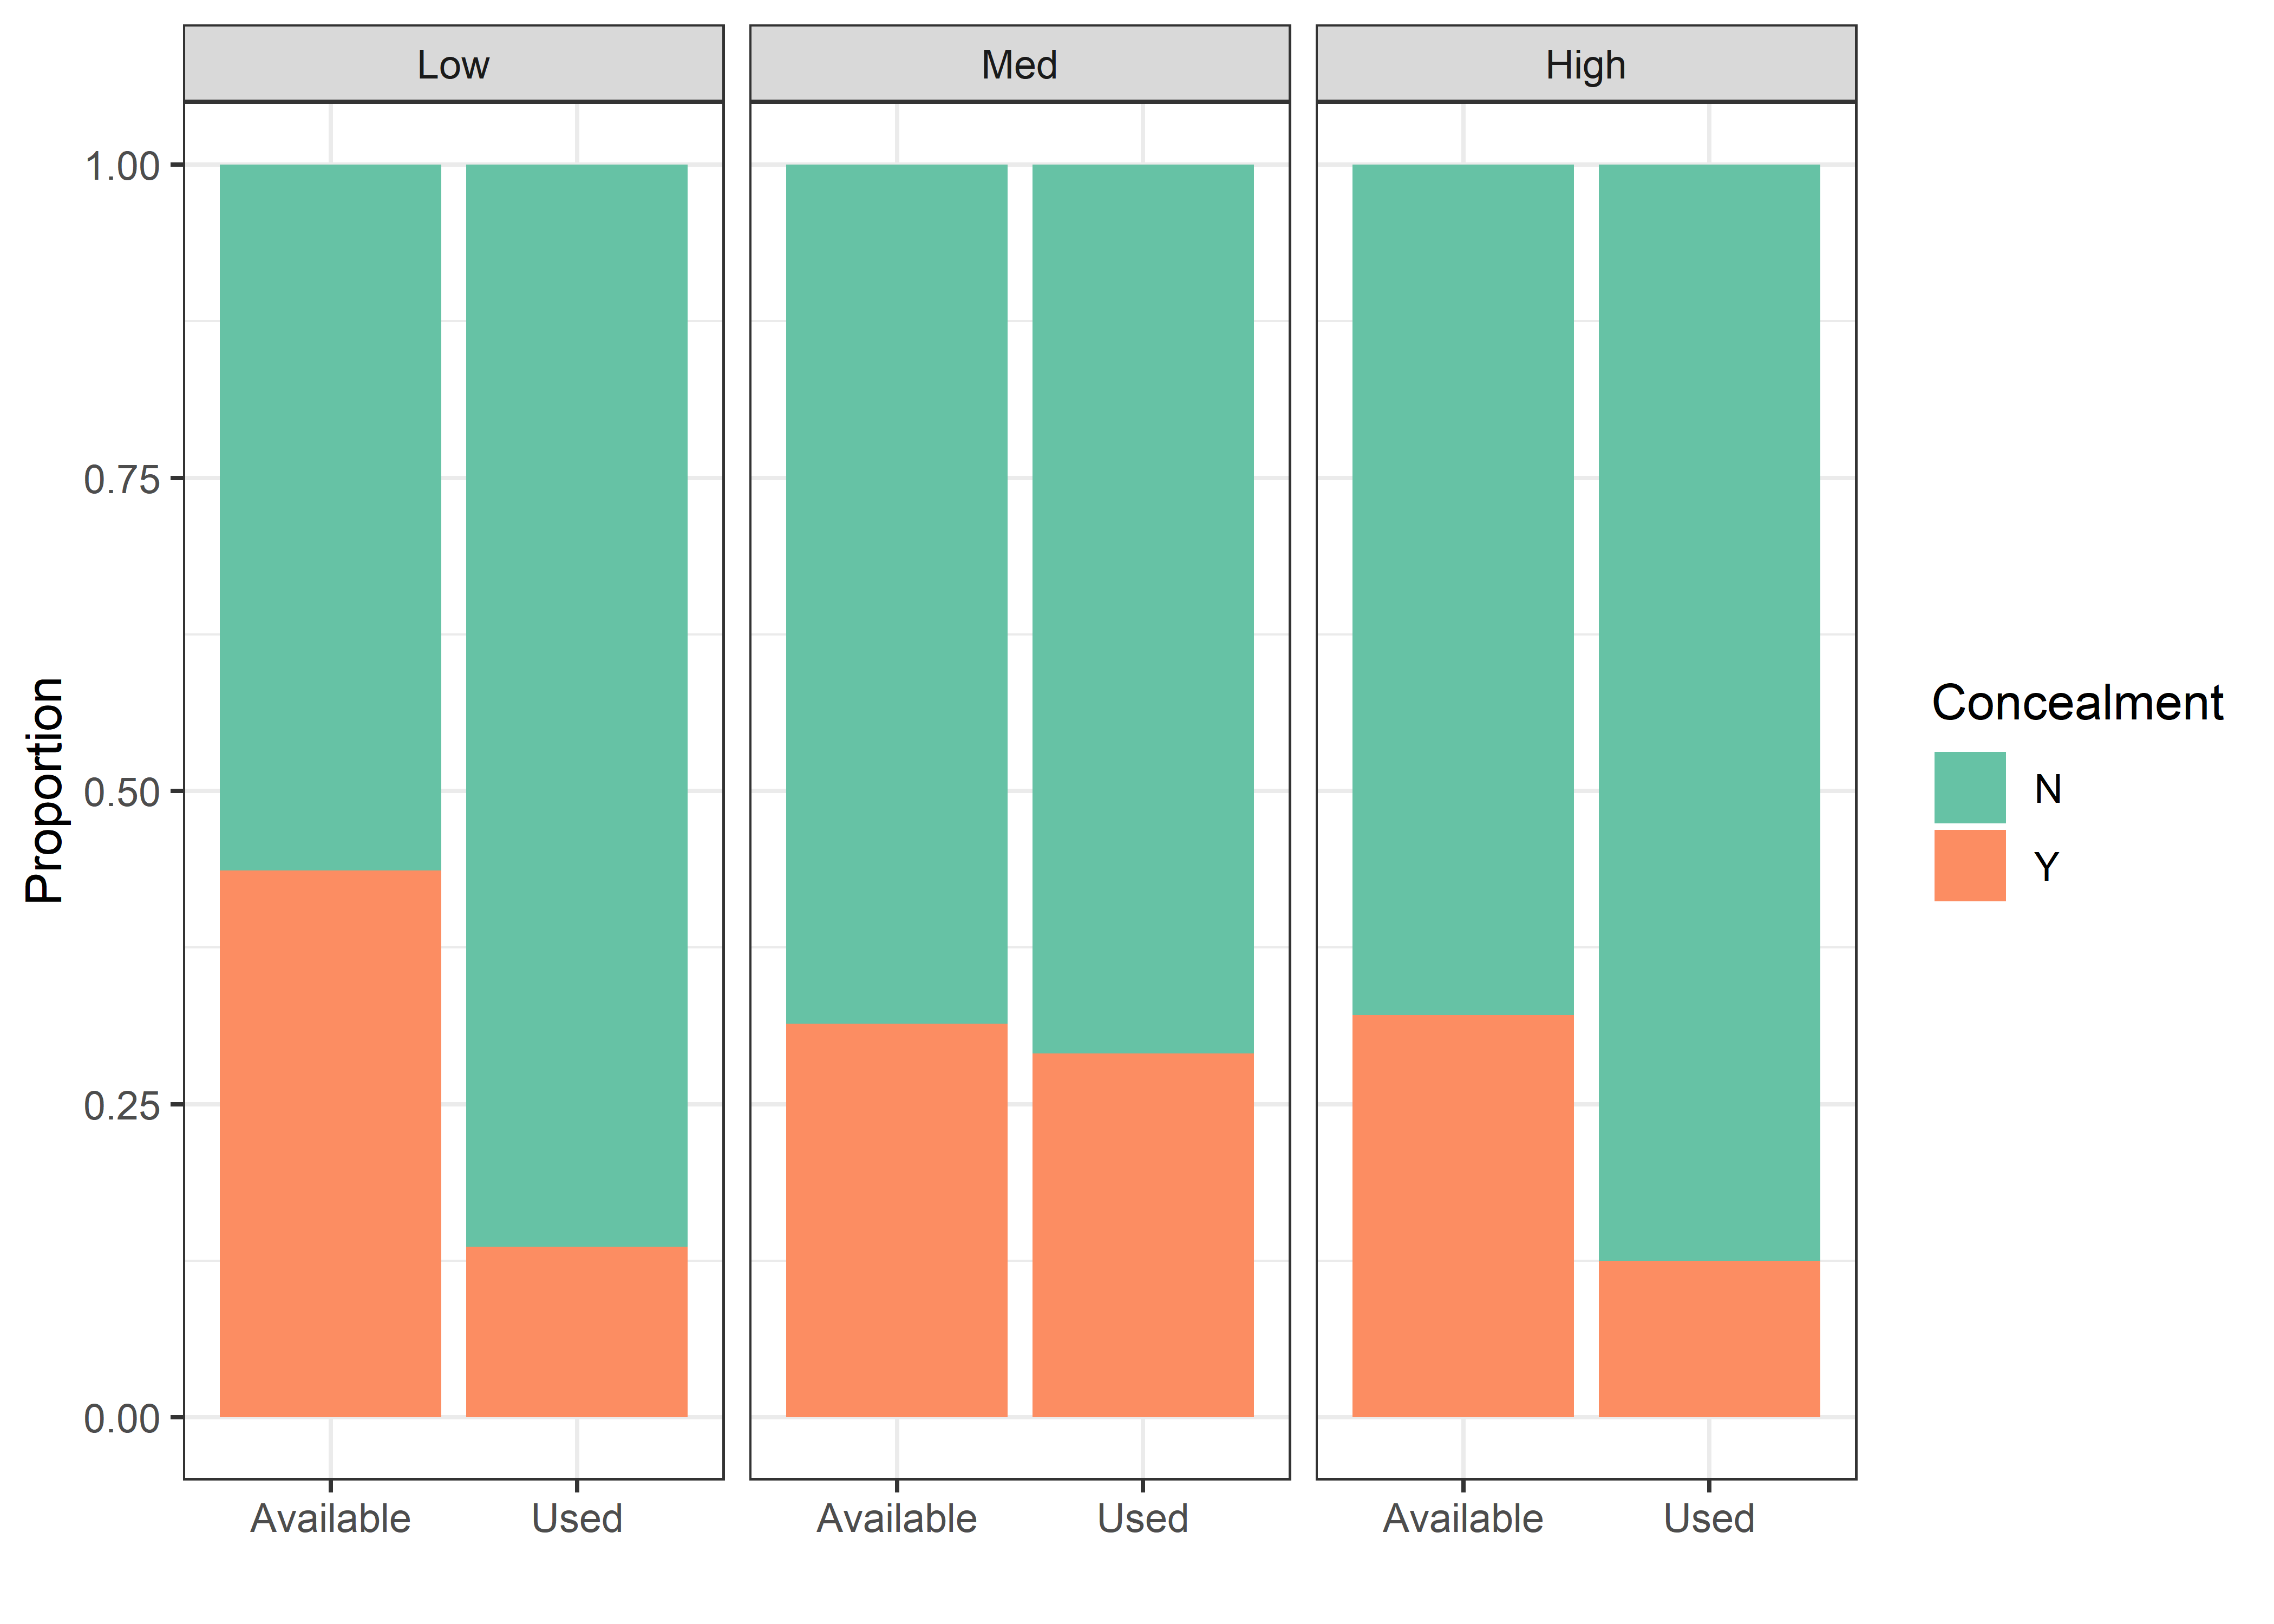 Low
Med
High
1.00
0.75
0.50
0.25
0.00
Proportion
Available
Used
Available
Used
Available
Used
Concealment
N
Y